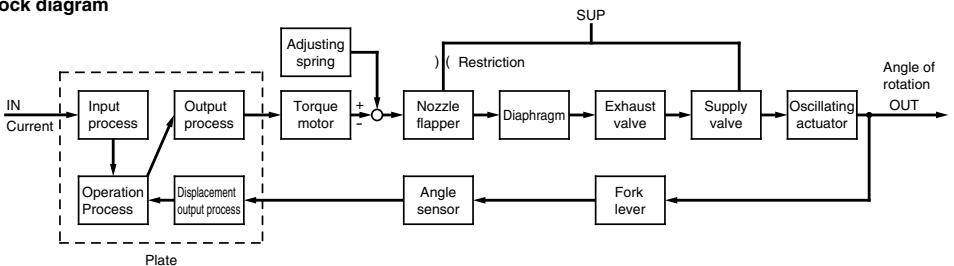 ock diagram
SUP
Adjusting
spring
)( Restriction
Angle of
rotation
IN
Current
OUT
Input
process
Output
process
Torque
motor
+
-
Nozzle
flapper
Diaphragm
Exhaust
valve
Supply
valve
Oscillating
actuator
Operation
Process
Displacement
output process
Angle
sensor
Fork
lever
Plate